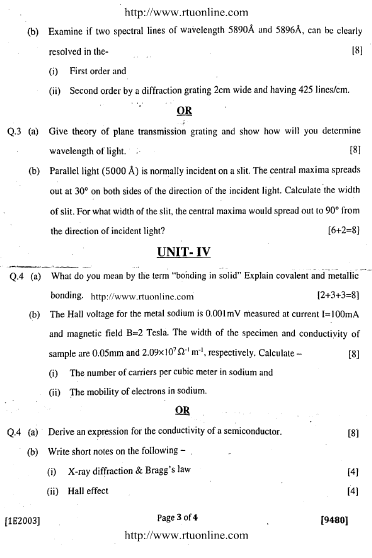 http://www.rtuonline.com
(b) Examine if two spectral lines of wavelength 5890Å and 5896Å, can be clearly
resolved in the- [8]
(i) First order and
(ii) Second order by a diffraction grating 2cm wide and having 425 lines/cm.
OR
Q.3 (a) Give theory of plane transmission grating and show how will you determine
wavelength of light. [8]
(b) Parallel light (5000 Å) is normally incident on a slit. The central maxima spreads
out at 30° on both sides of the direction of the incident light. Calculate the width
of slit. For what width of the slit, the central maxima would spread out to 90° from
the direction of incident light? [6+2=8]
UNIT- IV
Q.4 (a) What do you mean by the term “bonding in solid” Explain covalent and metallic
bonding. http://www.rtuonline.com [2+3+3=8]
(b) The Hall voltage for the metal sodium is 0.001mV measured at current I=100mA
and magnetic field B=2 Tesla. The width of the specimen and conductivity of
sample are 0.05mm and 2.09×10⁷ Ω⁻¹ m⁻¹, respectively. Calculate – [8]
(i) The number of carriers per cubic meter in sodium and
(ii) The mobility of electrons in sodium.
OR
Q.4 (a) Derive an expression for the conductivity of a semiconductor. [8]
(b) Write short notes on the following –
(i) X-ray diffraction & Bragg's law [4]
(ii) Hall effect [4]
[1E2003] Page 3 of 4 [9480]
http://www.rtuonline.com